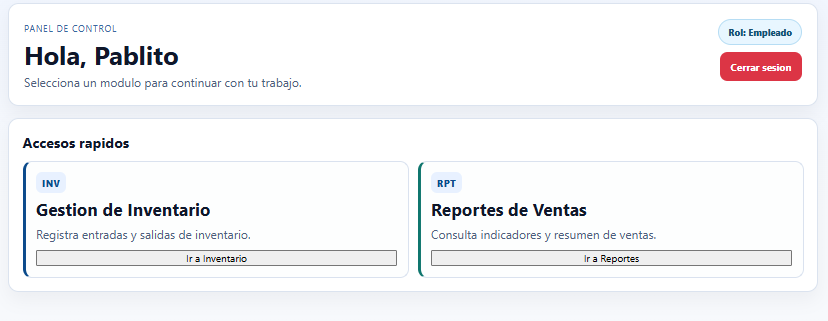 PANEL DE CONTROL
Hola, Pablito
Selecciona un modulo para continuar con tu trabajo.
Rol: Empleado
Cerrar sesion
Accesos rapidos
INV
Gestion de Inventario
Registra entradas y salidas de inventario.
Ir a Inventario
RPT
Reportes de Ventas
Consulta indicadores y resumen de ventas.
Ir a Reportes